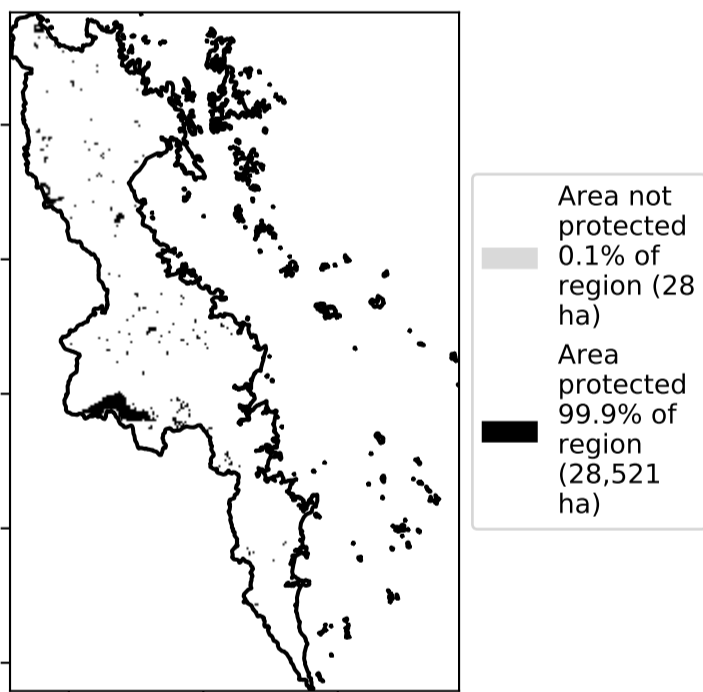 Area not
protected
0.1% of
region (28
ha)
Area
protected
99.9% of
region
(28,521
ha)